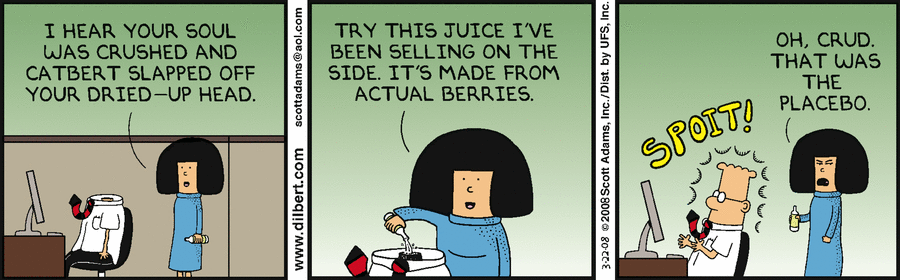 I HEAR YOUR SOUL
WAS CRUSHED AND
CATBERT SLAPPED OFF
YOUR DRIED-UP HEAD.
www.dilbert.com scottadams@aol.com
TRY THIS JUICE I'VE
BEEN SELLING ON THE
SIDE. IT'S MADE FROM
ACTUAL BERRIES.
3-22-08 © 2008 Scott Adams, Inc./Dist. by UFS, Inc.
SPOIT!
OH, CRUD.
THAT WAS
THE
PLACEBO.